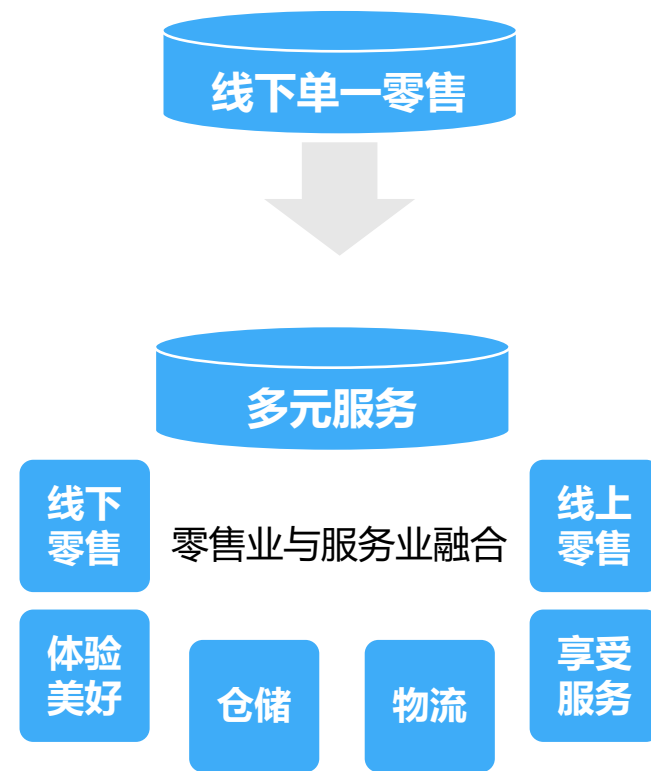 线下单一零售
多元服务
线下
零售
零售业与服务业融合
线上
零售
体验
美好
仓储
物流
享受
服务